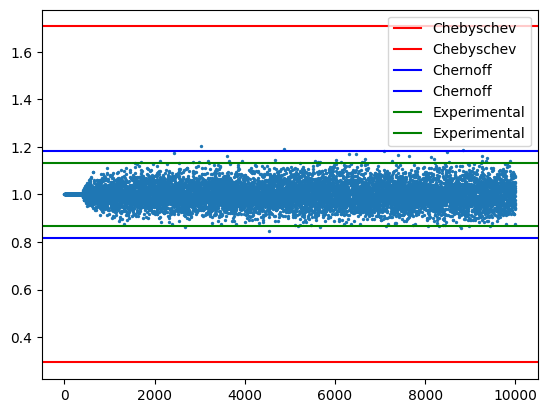 Chebyschev
Chebyschev
Chernoff
Chernoff
Experimental
Experimental
1.6
1.4
1.2
1.0
0.8
0.6
0.4
0 2000 4000 6000 8000 10000